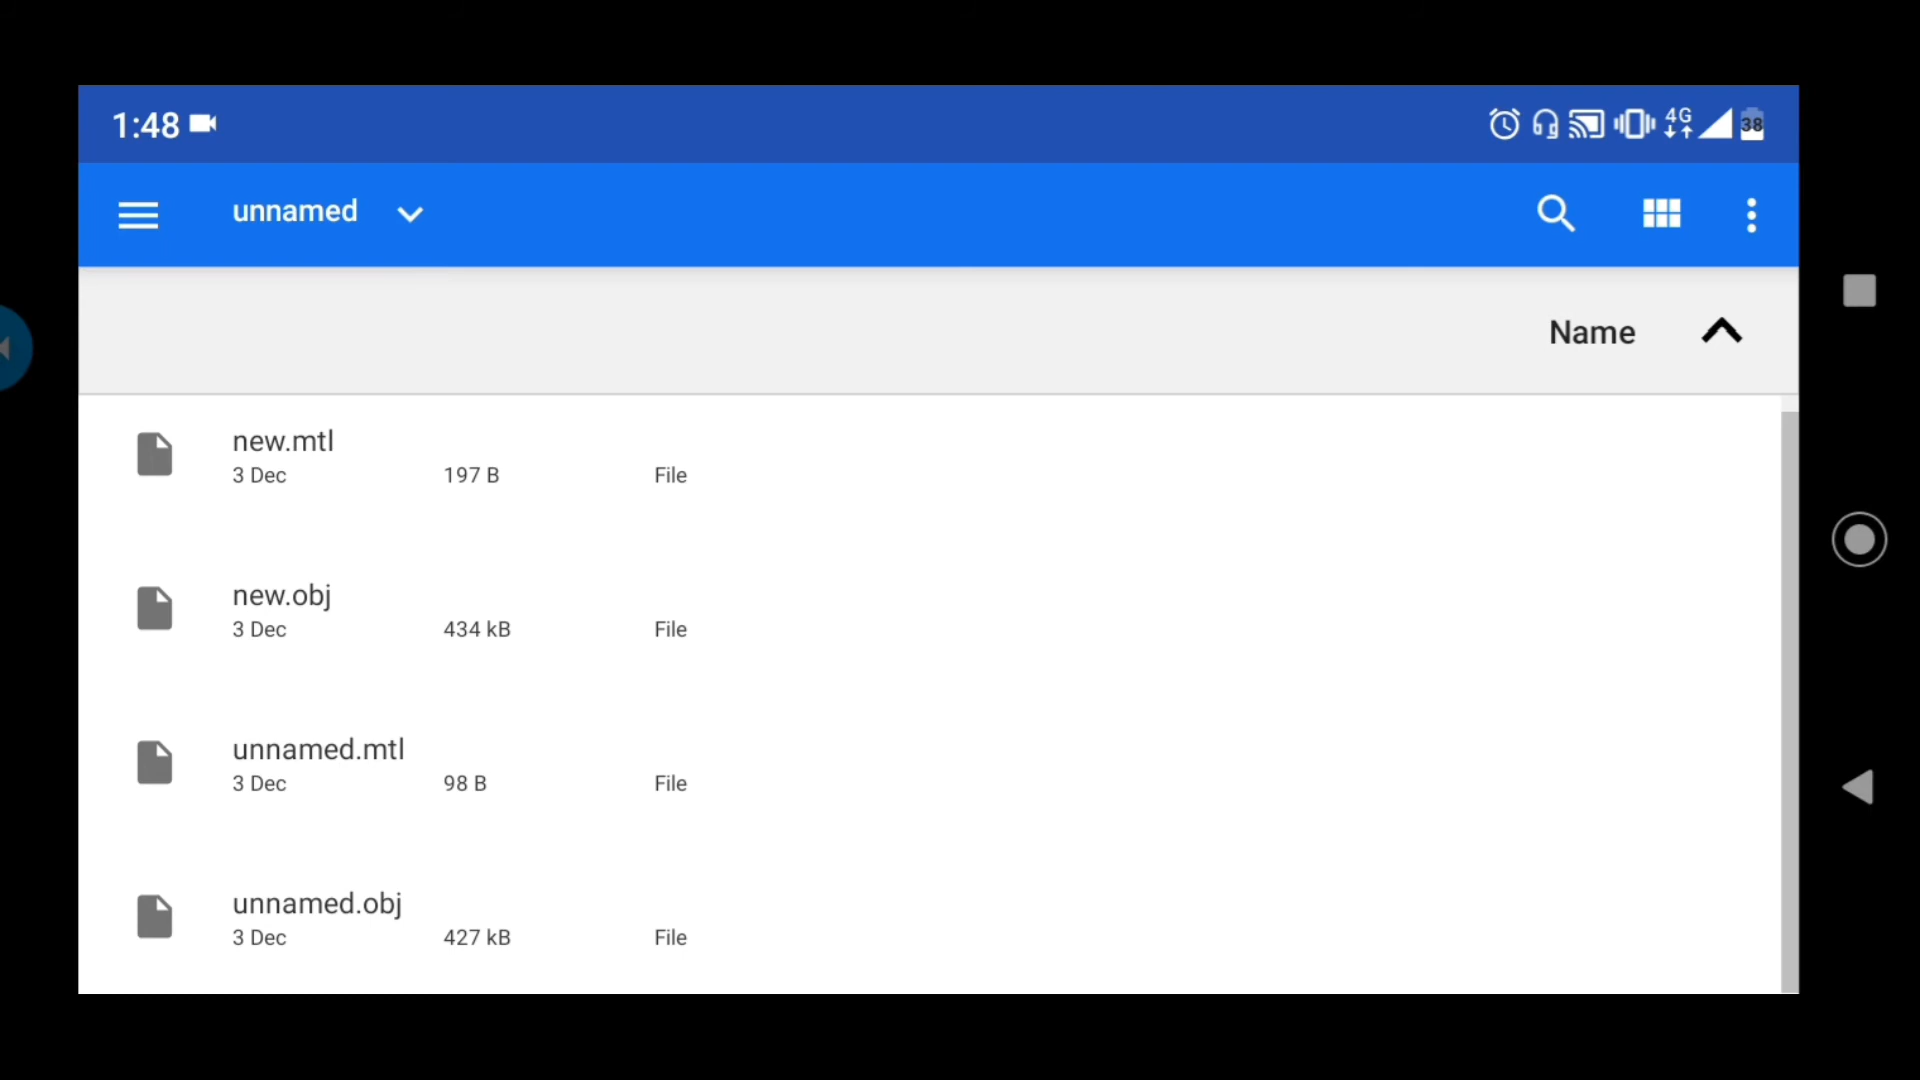 1:48
4G
38
unnamed
Name
new.mtl
3 Dec 197 B File
new.obj
3 Dec 434 kB File
unnamed.mtl
3 Dec 98 B File
unnamed.obj
3 Dec 427 kB File